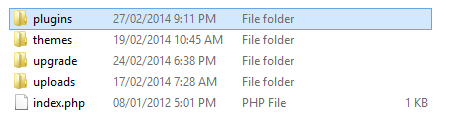 plugins 27/02/2014 9:11 PM File folder
themes 19/02/2014 10:45 AM File folder
upgrade 24/02/2014 6:38 PM File folder
uploads 17/02/2014 7:28 AM File folder
index.php 08/01/2012 5:01 PM PHP File 1 KB